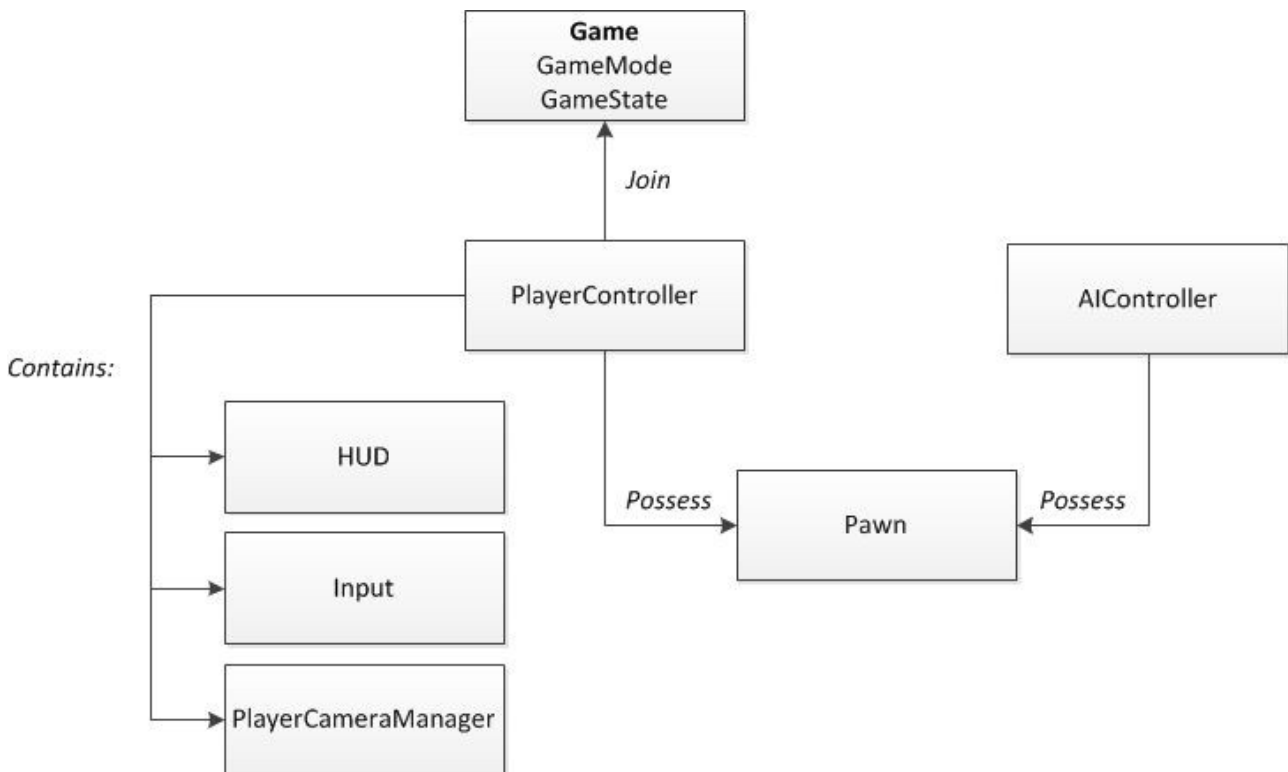 Game
GameMode
GameState
Join
PlayerController
AIController
Contains:
HUD
Possess
Possess
Pawn
Input
PlayerCameraManager